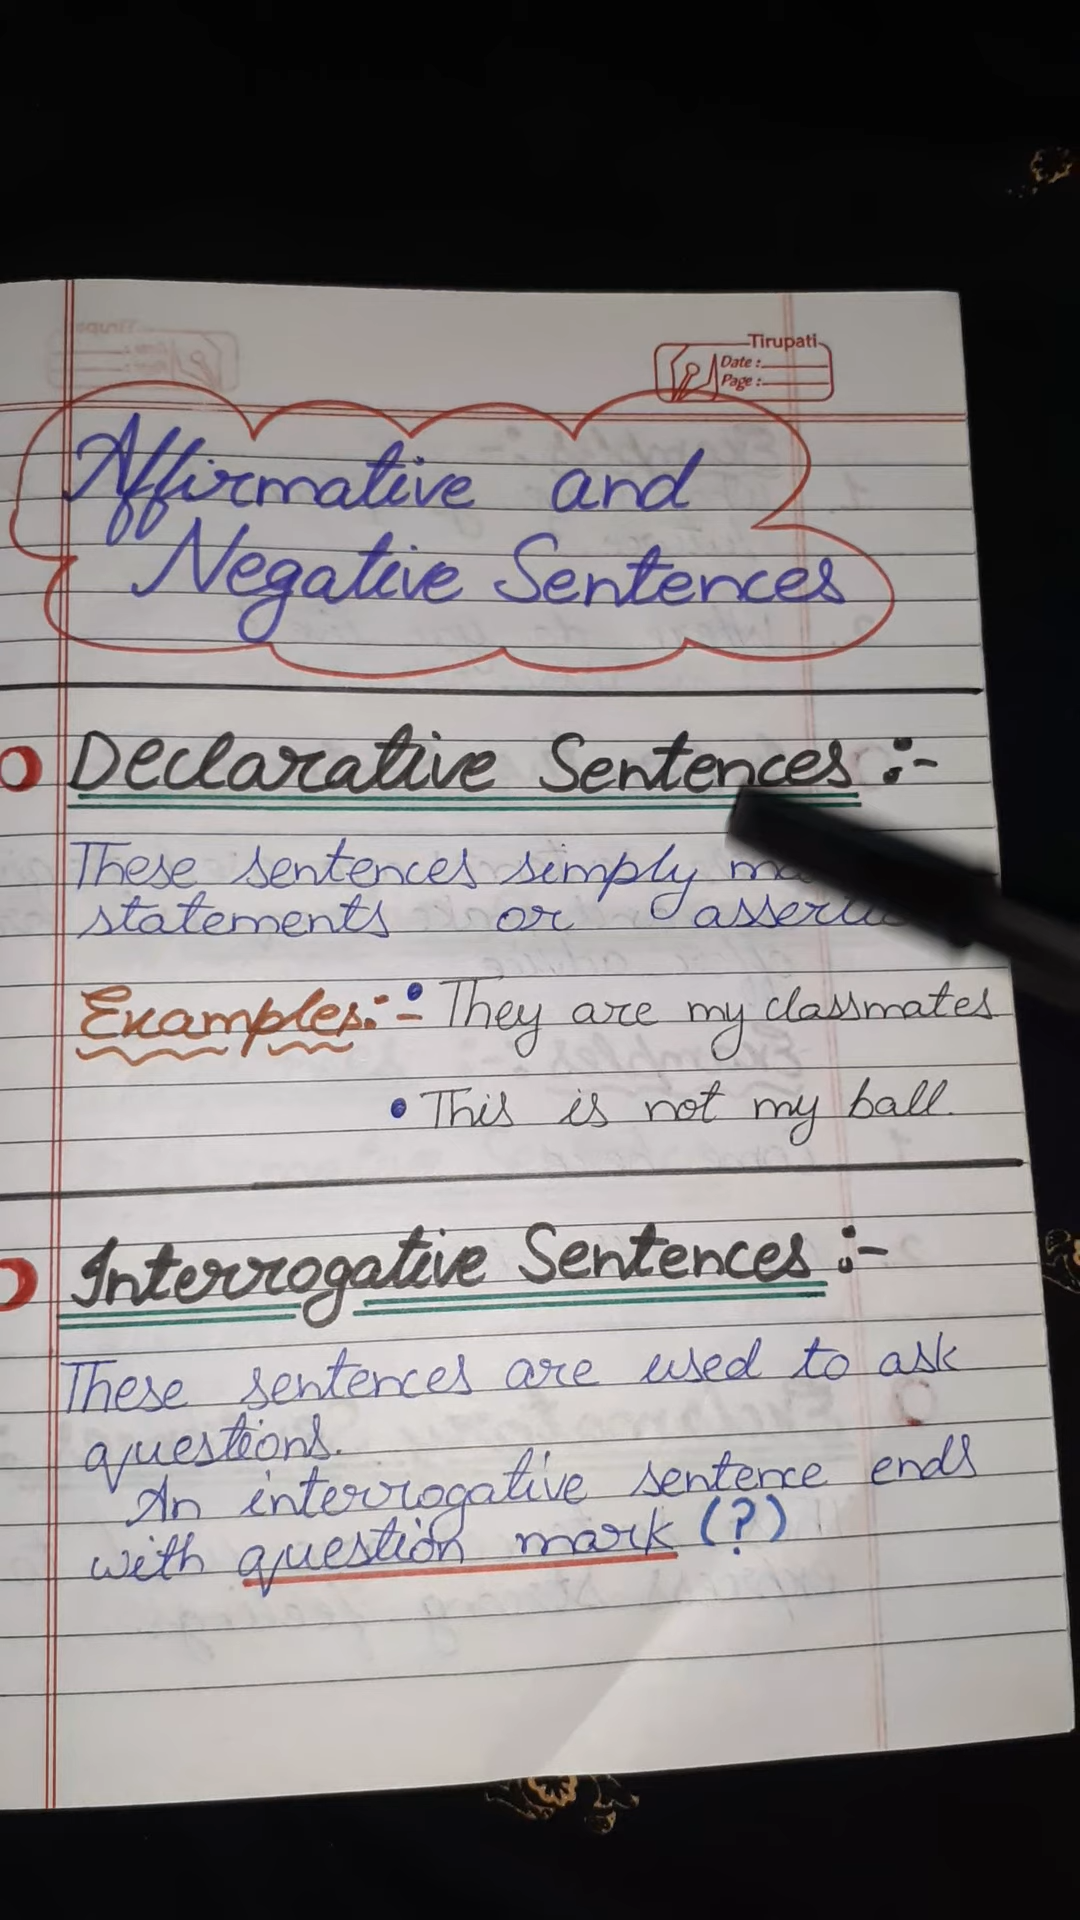 Tirupati
Date :
Page :
Affirmative and
Negative Sentences
Declarative Sentences :-
These sentences simply
statements or
Examples:- • They are my classmates
• This is not my ball.
Interrogative Sentences :-
These sentences are used to ask
questions.
An interrogative sentence ends
with question mark (?)